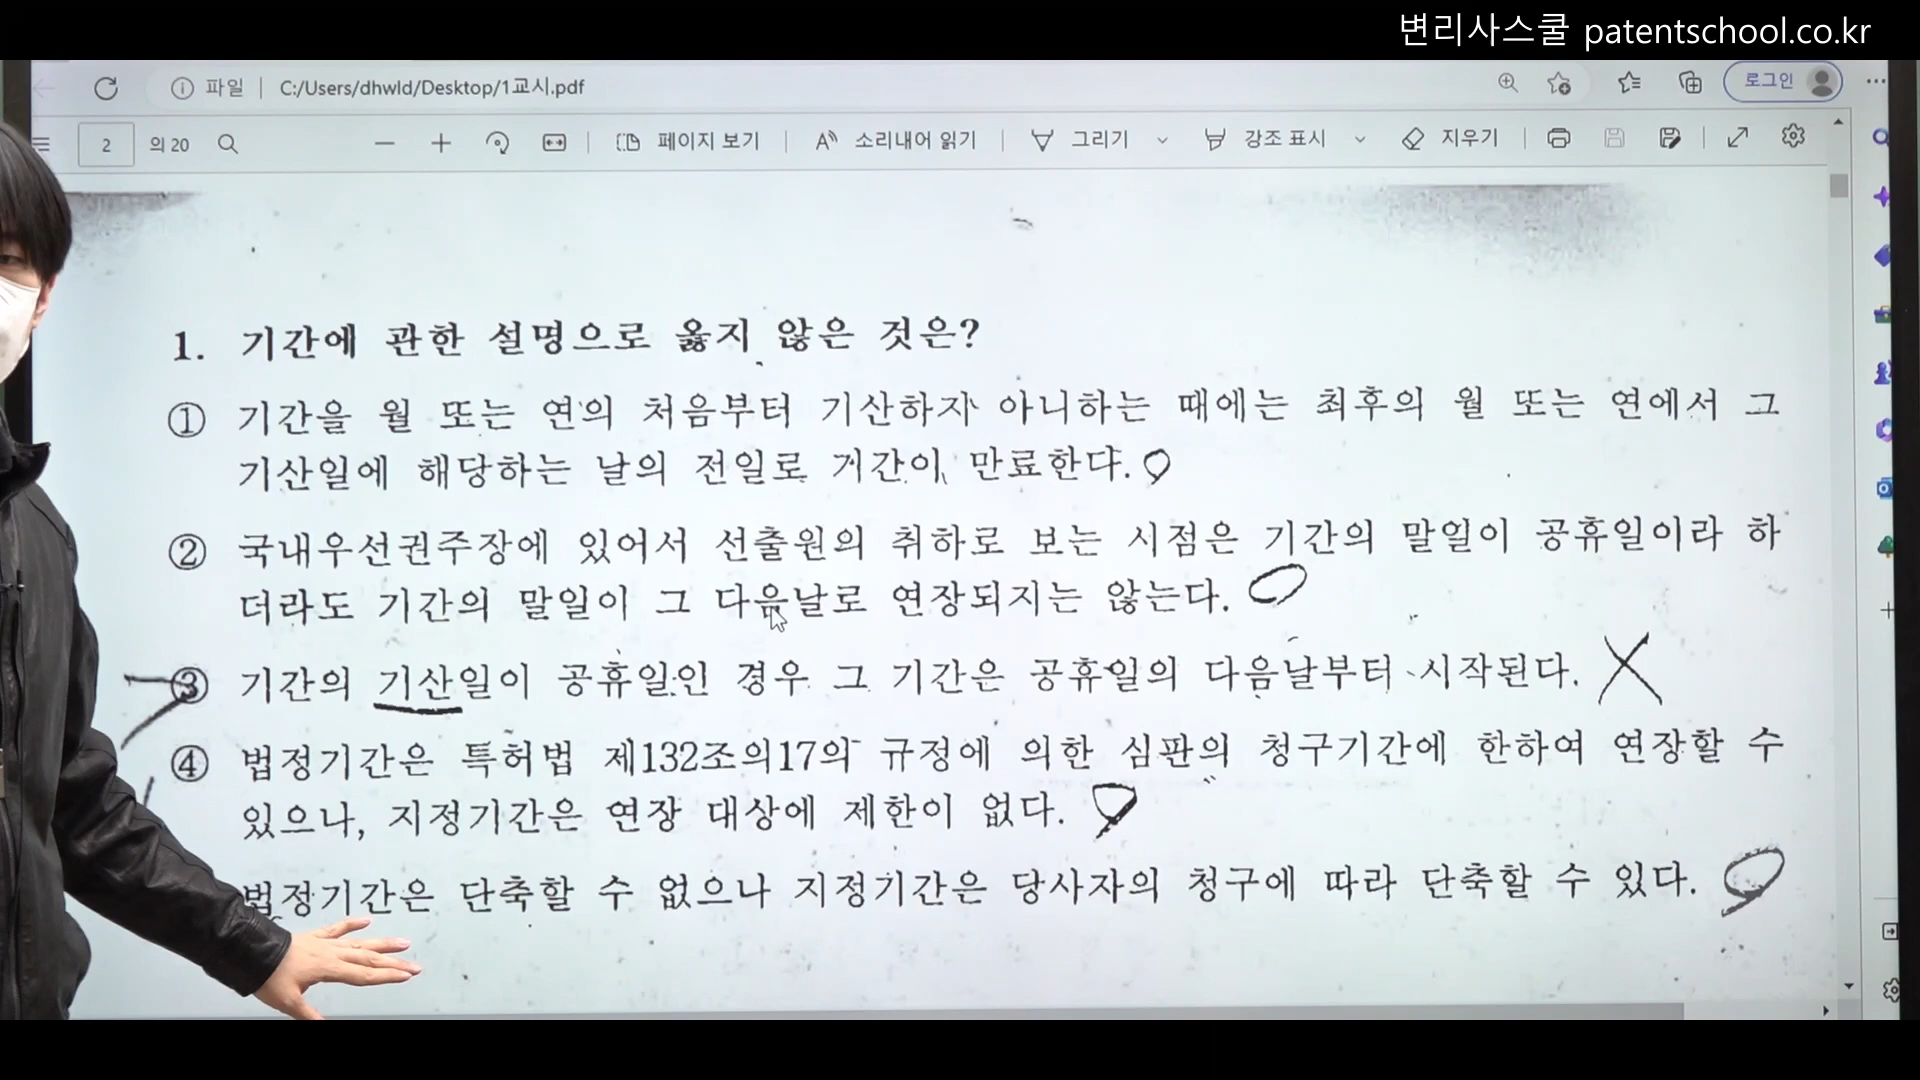 변리사스쿨 patentschool.co.kr
파일 C:/Users/dhwld/Desktop/1교시.pdf 로그인
2 의 20 페이지 보기 소리내어 읽기 그리기 강조 표시 지우기
1. 기간에 관한 설명으로 옳지 않은 것은?
① 기간을 월 또는 연의 처음부터 기산하지 아니하는 때에는 최후의 월 또는 연에서 그
기산일에 해당하는 날의 전일로 기간이 만료한다.
② 국내우선권주장에 있어서 선출원의 취하로 보는 시점은 기간의 말일이 공휴일이라 하
더라도 기간의 말일이 그 다음날로 연장되지는 않는다.
③ 기간의 기산일이 공휴일인 경우 그 기간은 공휴일의 다음날부터 시작된다.
④ 법정기간은 특허법 제132조의17의 규정에 의한 심판의 청구기간에 한하여 연장할 수
있으나, 지정기간은 연장 대상에 제한이 없다.
법정기간은 단축할 수 없으나 지정기간은 당사자의 청구에 따라 단축할 수 있다.